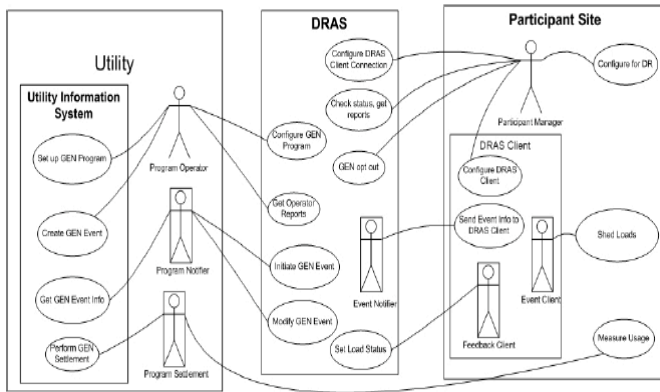 Utility
Utility Information
System
Set up GEN Program
Create GEN Event
Get GEN Event Info
Perform GEN
Settlement
Program Operator
Program Notifier
Program Settlement
DRAS
Configure DRAS
Client Connection
Check status, get
reports
Configure GEN
Program
GEN opt out
Get Operator
Reports
Initiate GEN Event
Modify GEN Event
Event Notifier
Set Load Status
Participant Site
Participant Manager
Configure for DR
DRAS Client
Configure DRAS
Client
Send Event Info to
DRAS Client
Event Client
Feedback Client
Shed Loads
Measure Usage